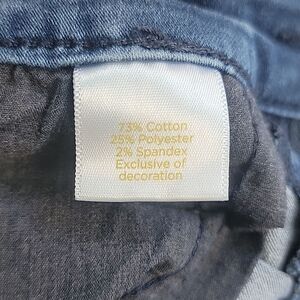 73% Cotton
25% Polyester
2% Spandex
Exclusive of
decoration